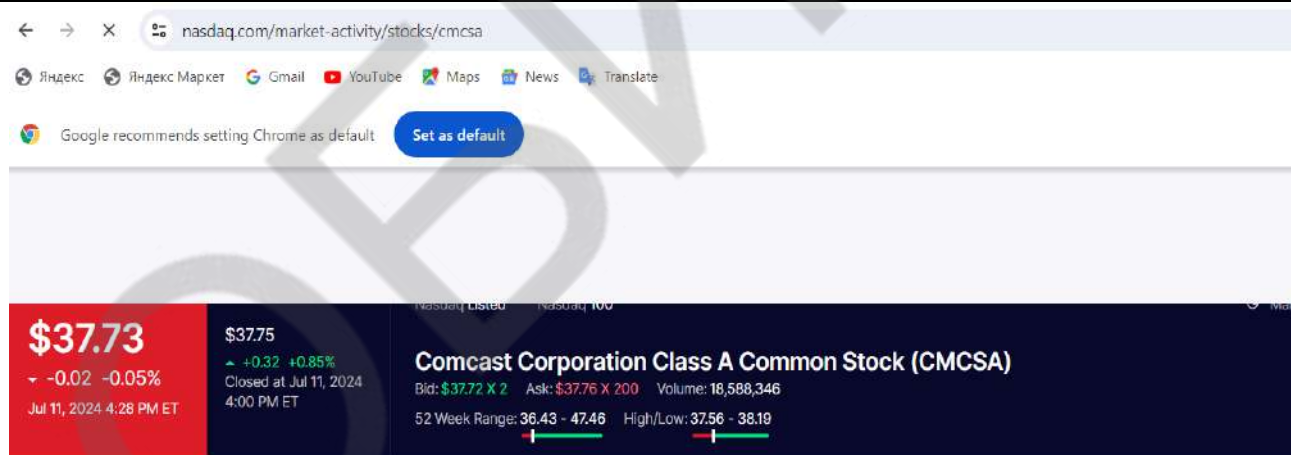 nasdaq.com/market-activity/stocks/cmcsa
Яндекс Яндекс Маркет Gmail YouTube Maps News Translate
Google recommends setting Chrome as default Set as default
Nasdaq Listed Nasdaq 100
$37.73
-0.02 -0.05%
Jul 11, 2024 4:28 PM ET
$37.75
+0.32 +0.85%
Closed at Jul 11, 2024
4:00 PM ET
Comcast Corporation Class A Common Stock (CMCSA)
Bid: $37.72 X 2 Ask: $37.76 X 200 Volume: 18,588,346
52 Week Range: 36.43 - 47.46 High/Low: 37.56 - 38.19